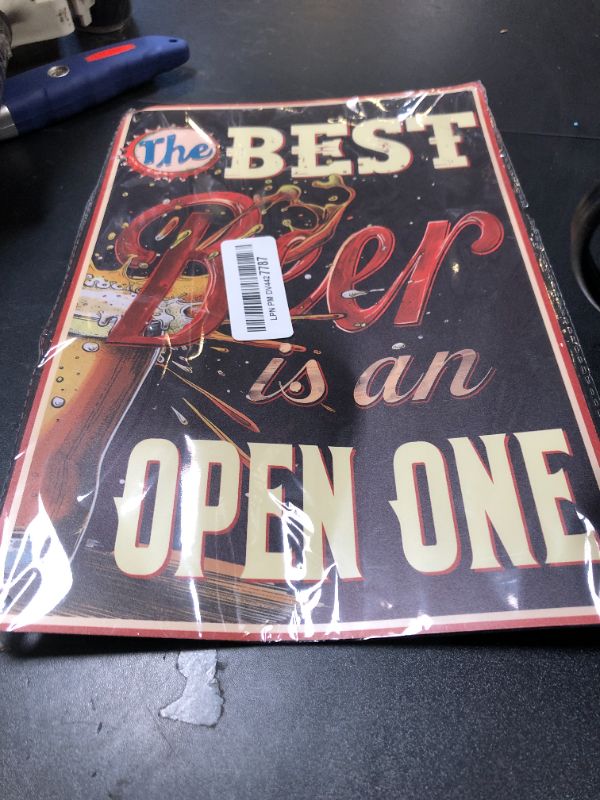 The BEST
Beer
LPN PM DV4427787
is an
OPEN ONE